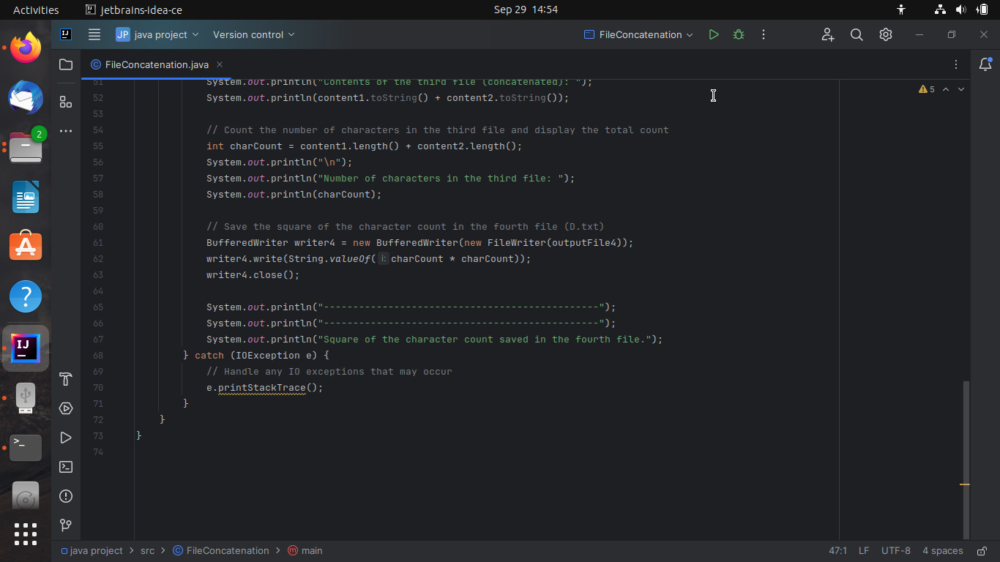 Activities jetbrains-idea-ce Sep 29 14:54
IJ JP java project Version control FileConcatenation
FileConcatenation.java
2
5
51 System.out.println("Contents of the third file (concatenated): ");
52 System.out.println(content1.toString() + content2.toString());
53
54 // Count the number of characters in the third file and display the total count
55 int charCount = content1.length() + content2.length();
56 System.out.println("\n");
57 System.out.println("Number of characters in the third file: ");
58 System.out.println(charCount);
59
60 // Save the square of the character count in the fourth file (D.txt)
61 BufferedWriter writer4 = new BufferedWriter(new FileWriter(outputFile4));
62 writer4.write(String.valueOf( i: charCount * charCount));
63 writer4.close();
64
65 System.out.println("-----------------------------------------------");
66 System.out.println("-----------------------------------------------");
67 System.out.println("Square of the character count saved in the fourth file.");
68 } catch (IOException e) {
69 // Handle any IO exceptions that may occur
70 e.printStackTrace();
71 }
72 }
73 }
74
IJ
java project > src > FileConcatenation > main 47:1 LF UTF-8 4 spaces